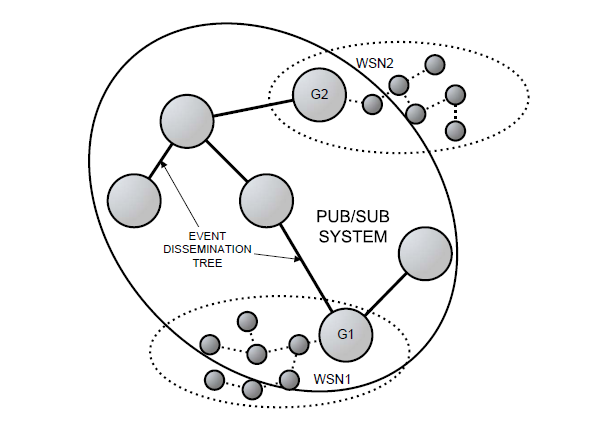 WSN2
G2
PUB/SUB
SYSTEM
EVENT
DISSEMINATION
TREE
G1
WSN1